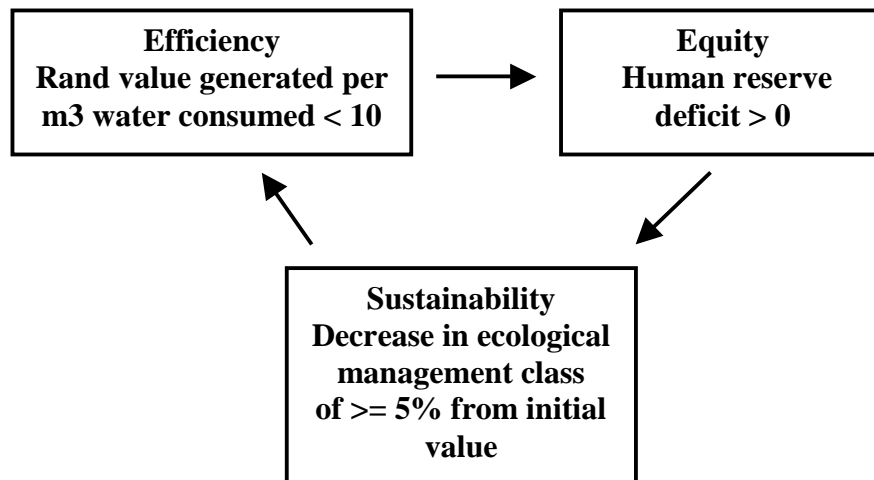 Efficiency
Rand value generated per
m3 water consumed < 10
Equity
Human reserve
deficit > 0
Sustainability
Decrease in ecological
management class
of >= 5% from initial
value